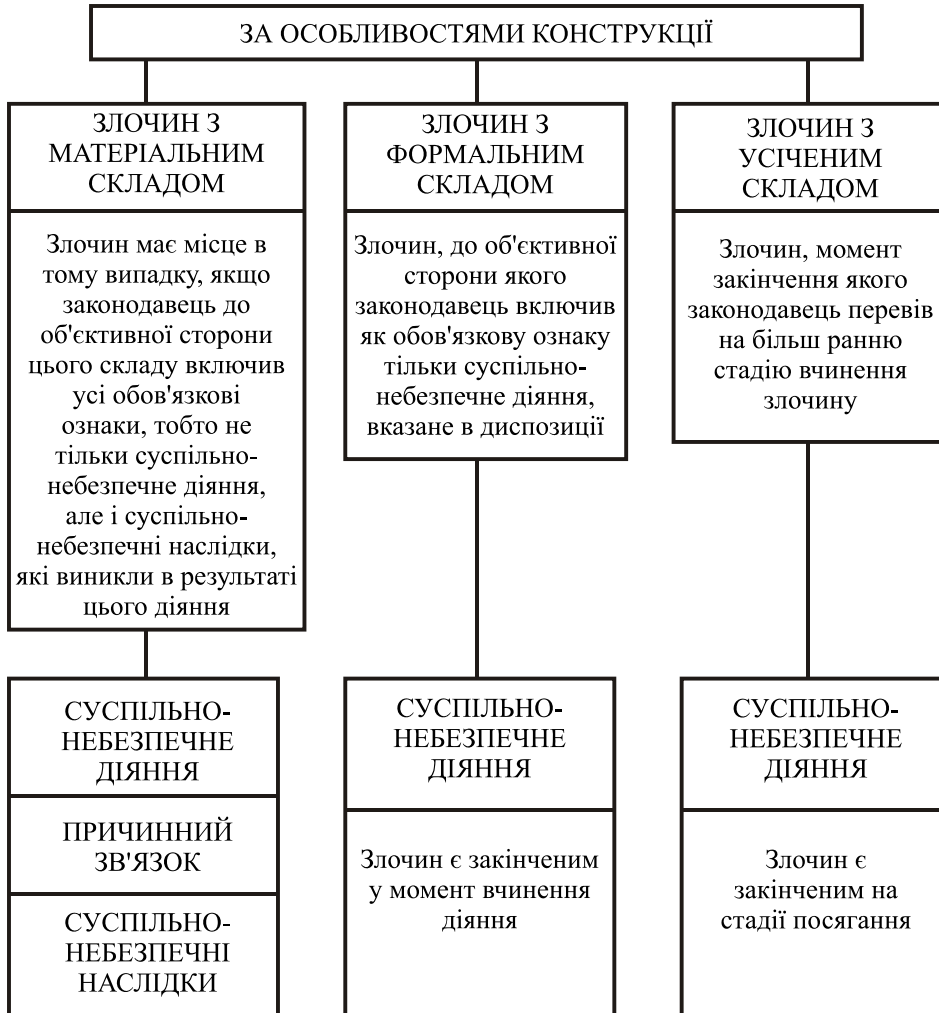 ЗА ОСОБЛИВОСТЯМИ КОНСТРУКЦІЇ
ЗЛОЧИН З
МАТЕРІАЛЬНИМ
СКЛАДОМ
Злочин має місце в
тому випадку, якщо
законодавець до
об'єктивної сторони
цього складу включив
усі обов'язкові
ознаки, тобто не
тільки суспільно-
небезпечне діяння,
але і суспільно-
небезпечні наслідки,
які виникли в результаті
цього діяння
СУСПІЛЬНО-
НЕБЕЗПЕЧНЕ
ДІЯННЯ
ПРИЧИННИЙ
ЗВ'ЯЗОК
СУСПІЛЬНО-
НЕБЕЗПЕЧНІ
НАСЛІДКИ
ЗЛОЧИН З
ФОРМАЛЬНИМ
СКЛАДОМ
Злочин, до об'єктивної
сторони якого
законодавець включив
як обов'язкову ознаку
тільки суспільно-
небезпечне діяння,
вказане в диспозиції
СУСПІЛЬНО-
НЕБЕЗПЕЧНЕ
ДІЯННЯ
Злочин є закінченим
у момент вчинення
діяння
ЗЛОЧИН З
УСІЧЕНИМ
СКЛАДОМ
Злочин, момент
закінчення якого
законодавець перевів
на більш ранню
стадію вчинення
злочину
СУСПІЛЬНО-
НЕБЕЗПЕЧНЕ
ДІЯННЯ
Злочин є
закінченим на
стадії посягання